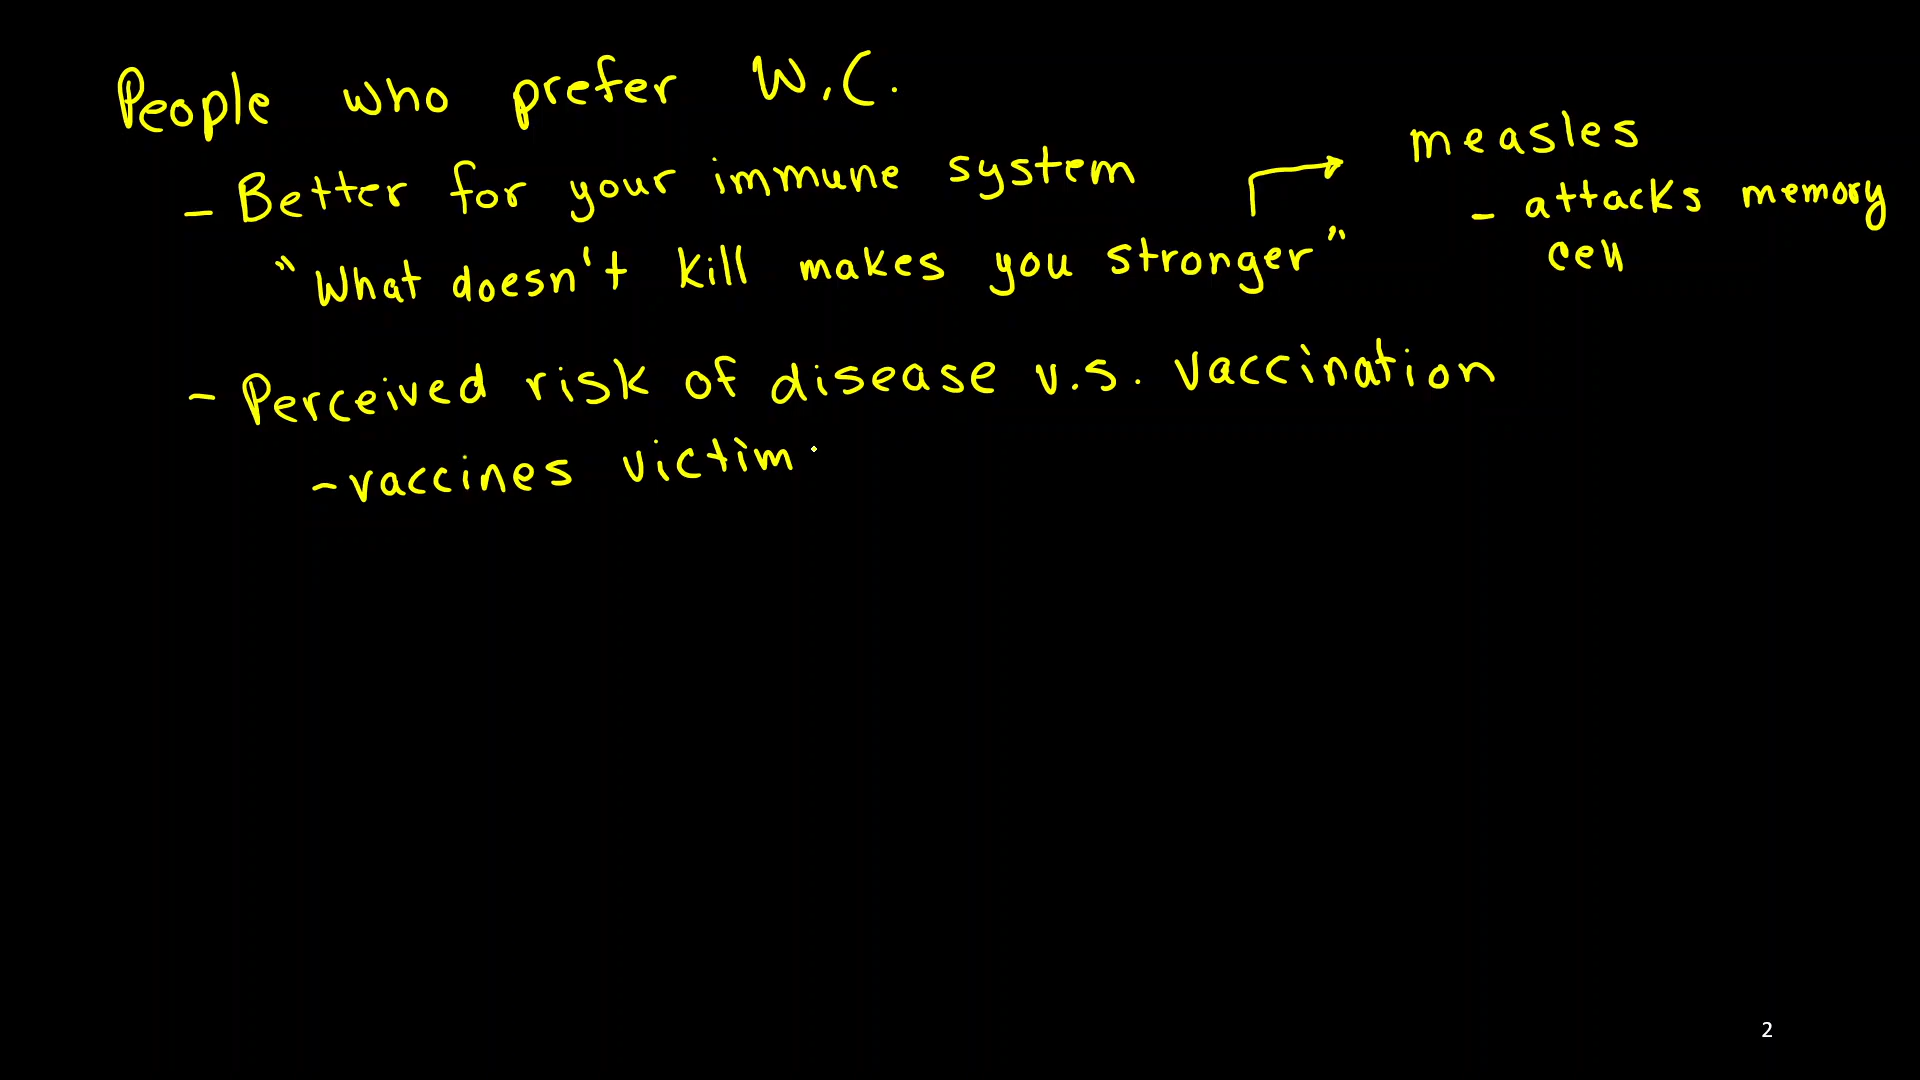 People who prefer W.C.
- Better for your immune system
"What doesn't kill makes you stronger"
measles
- attacks memory
cell
- Perceived risk of disease v.s. vaccination
- vaccines victim
2